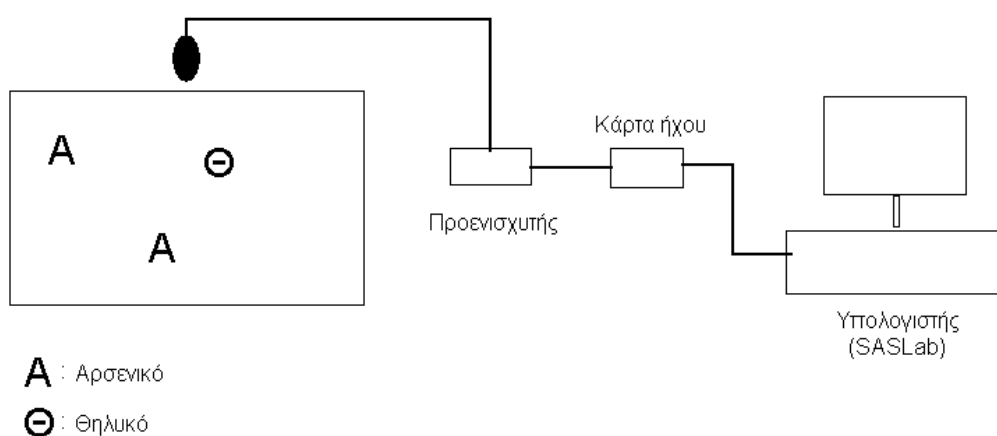 Α
Θ
Α
Κάρτα ήχου
Προενισχυτής
Υπολογιστής
(SASLab)
Α : Αρσενικό
Θ : Θηλυκό